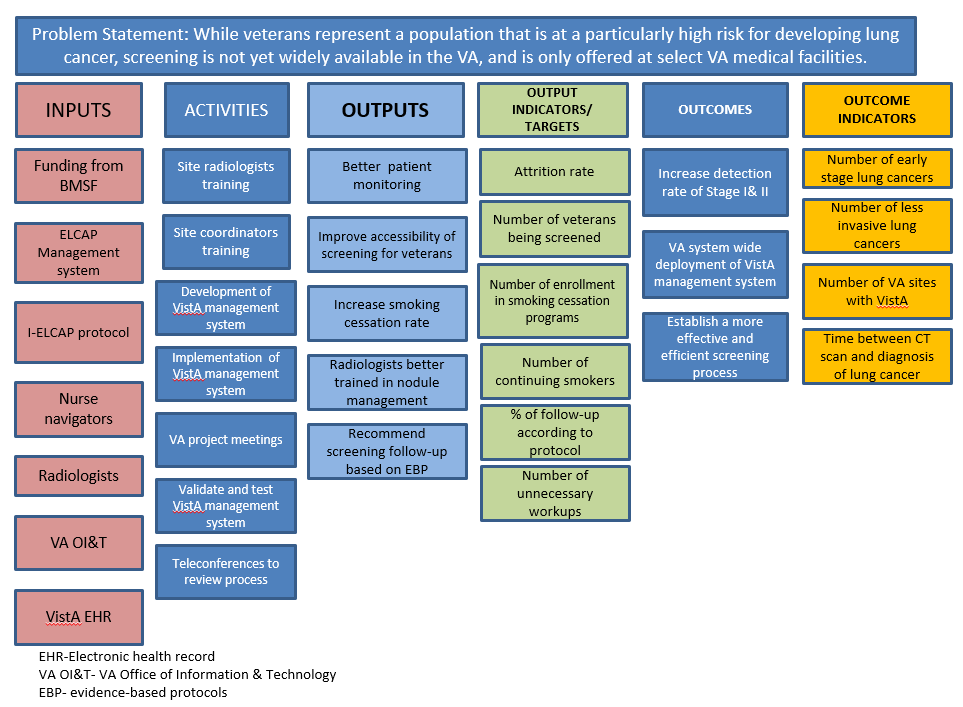 Problem Statement: While veterans represent a population that is at a particularly high risk for developing lung
cancer, screening is not yet widely available in the VA, and is only offered at select VA medical facilities.
INPUTS
Funding from
BMSF
ELCAP
Management
system
I-ELCAP protocol
Nurse
navigators
Radiologists
VA OI&T
VistA EHR
ACTIVITIES
Site radiologists
training
Site coordinators
training
Development of
VistA management
system
Implementation of
VistA management
system
VA project meetings
Validate and test
VistA management
system
Teleconferences to
review process
OUTPUTS
Better patient
monitoring
Improve accessibility of
screening for veterans
Increase smoking
cessation rate
Radiologists better
trained in nodule
management
Recommend
screening follow-up
based on EBP
OUTPUT
INDICATORS/
TARGETS
Attrition rate
Number of veterans
being screened
Number of enrollment
in smoking cessation
programs
Number of
continuing smokers
% of follow-up
according to
protocol
Number of
unnecessary
workups
OUTCOMES
Increase detection
rate of Stage I& II
VA system wide
deployment of VistA
management system
Establish a more
effective and
efficient screening
process
OUTCOME
INDICATORS
Number of early
stage lung cancers
Number of less
invasive lung
cancers
Number of VA sites
with VistA
Time between CT
scan and diagnosis
of lung cancer
EHR-Electronic health record
VA OI&T- VA Office of Information & Technology
EBP- evidence-based protocols